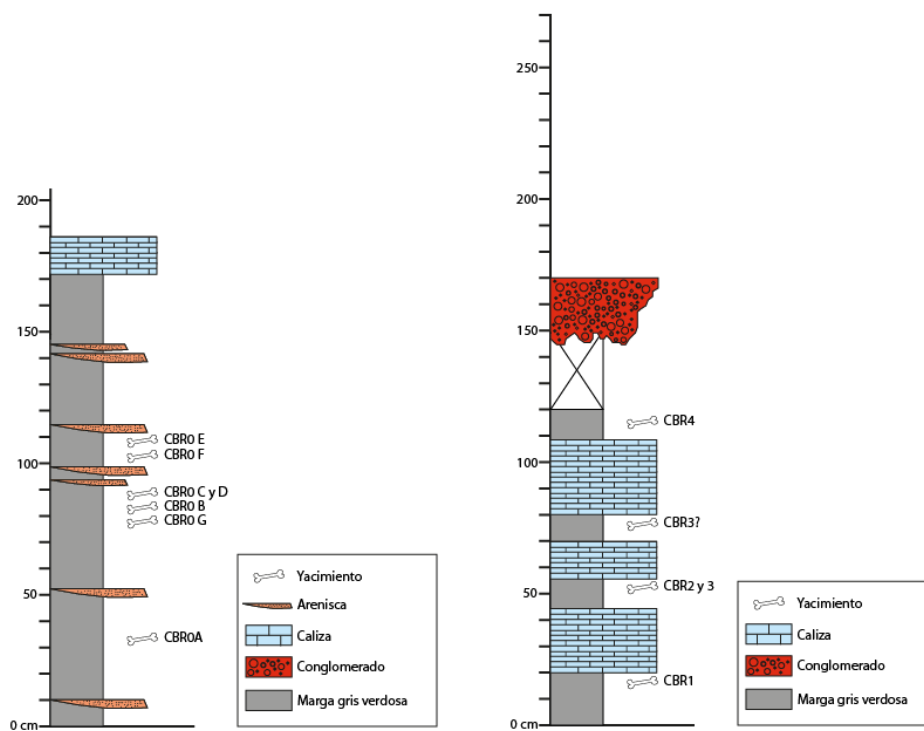 200
150
CBR0 E
CBR0 F
100
CBR0 C y D
CBR0 B
CBR0 G
50
CBR0A
0 cm
Yacimiento
Arenisca
Caliza
Conglomerado
Marga gris verdosa
250
200
150
CBR4
100
CBR3?
CBR2 y 3
50
CBR1
0 cm
Yacimiento
Caliza
Conglomerado
Marga gris verdosa